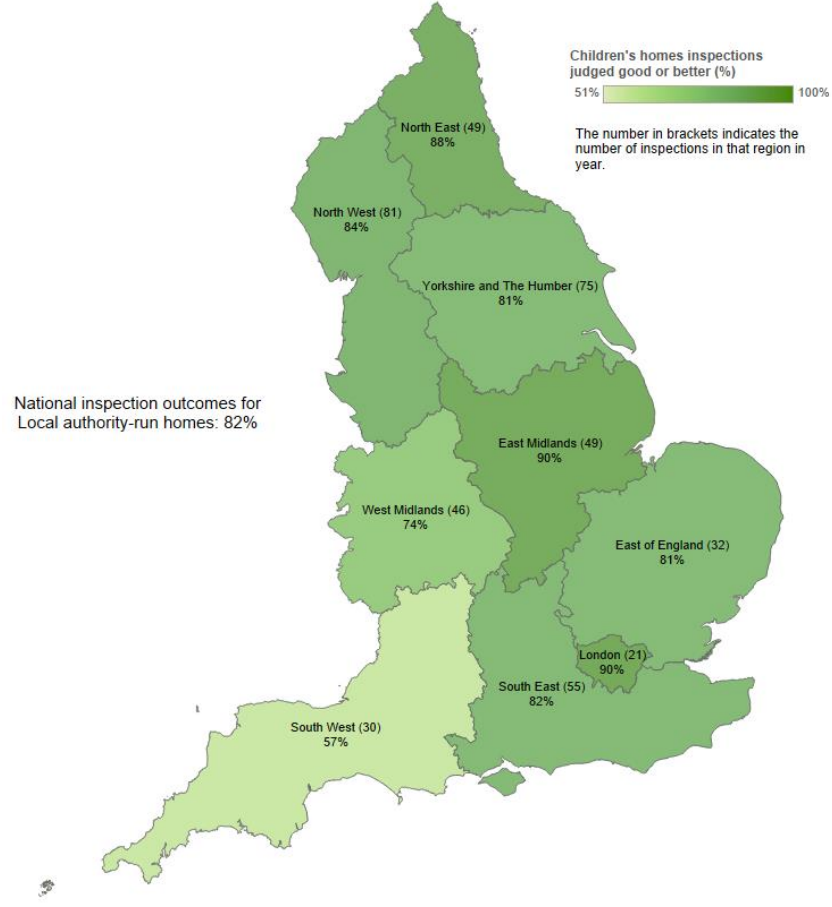 Children's homes inspections
judged good or better (%)
51% 100%
The number in brackets indicates the
number of inspections in that region in
year.
North East (49)
88%
North West (81)
84%
Yorkshire and The Humber (75)
81%
National inspection outcomes for
Local authority-run homes: 82%
East Midlands (49)
90%
West Midlands (46)
74%
East of England (32)
81%
London (21)
90%
South East (55)
82%
South West (30)
57%